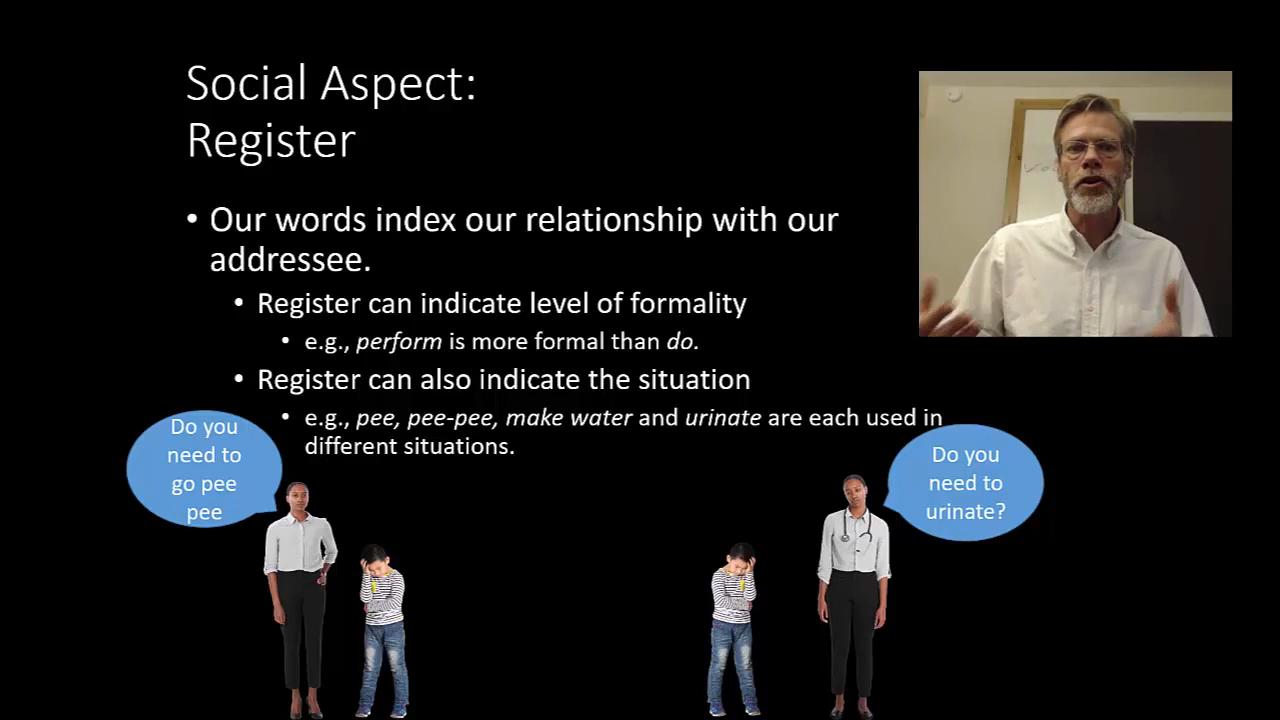 Social Aspect:
Register
• Our words index our relationship with our
addressee.
• Register can indicate level of formality
• e.g., perform is more formal than do.
• Register can also indicate the situation
• e.g., pee, pee-pee, make water and urinate are each used in
different situations.
Do you
need to
go pee
pee
Do you
need to
urinate?